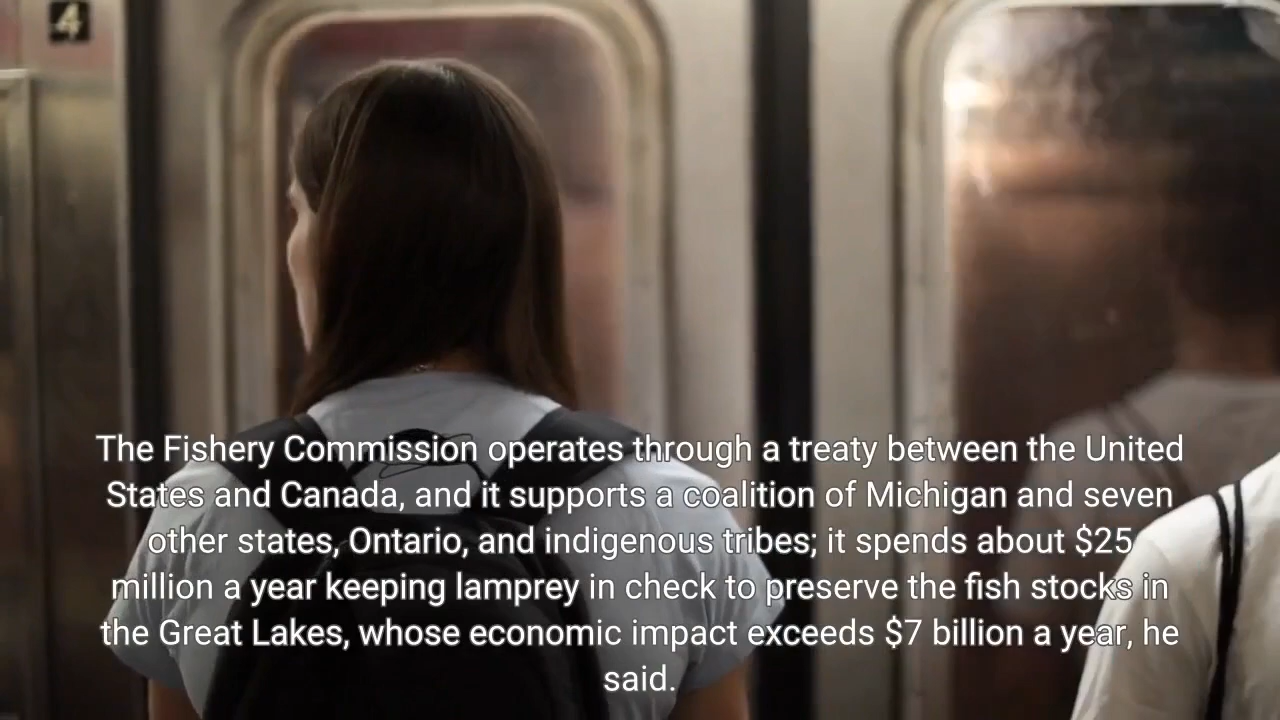 4
The Fishery Commission operates through a treaty between the United
States and Canada, and it supports a coalition of Michigan and seven
other states, Ontario, and indigenous tribes; it spends about $25
million a year keeping lamprey in check to preserve the fish stocks in
the Great Lakes, whose economic impact exceeds $7 billion a year, he
said.